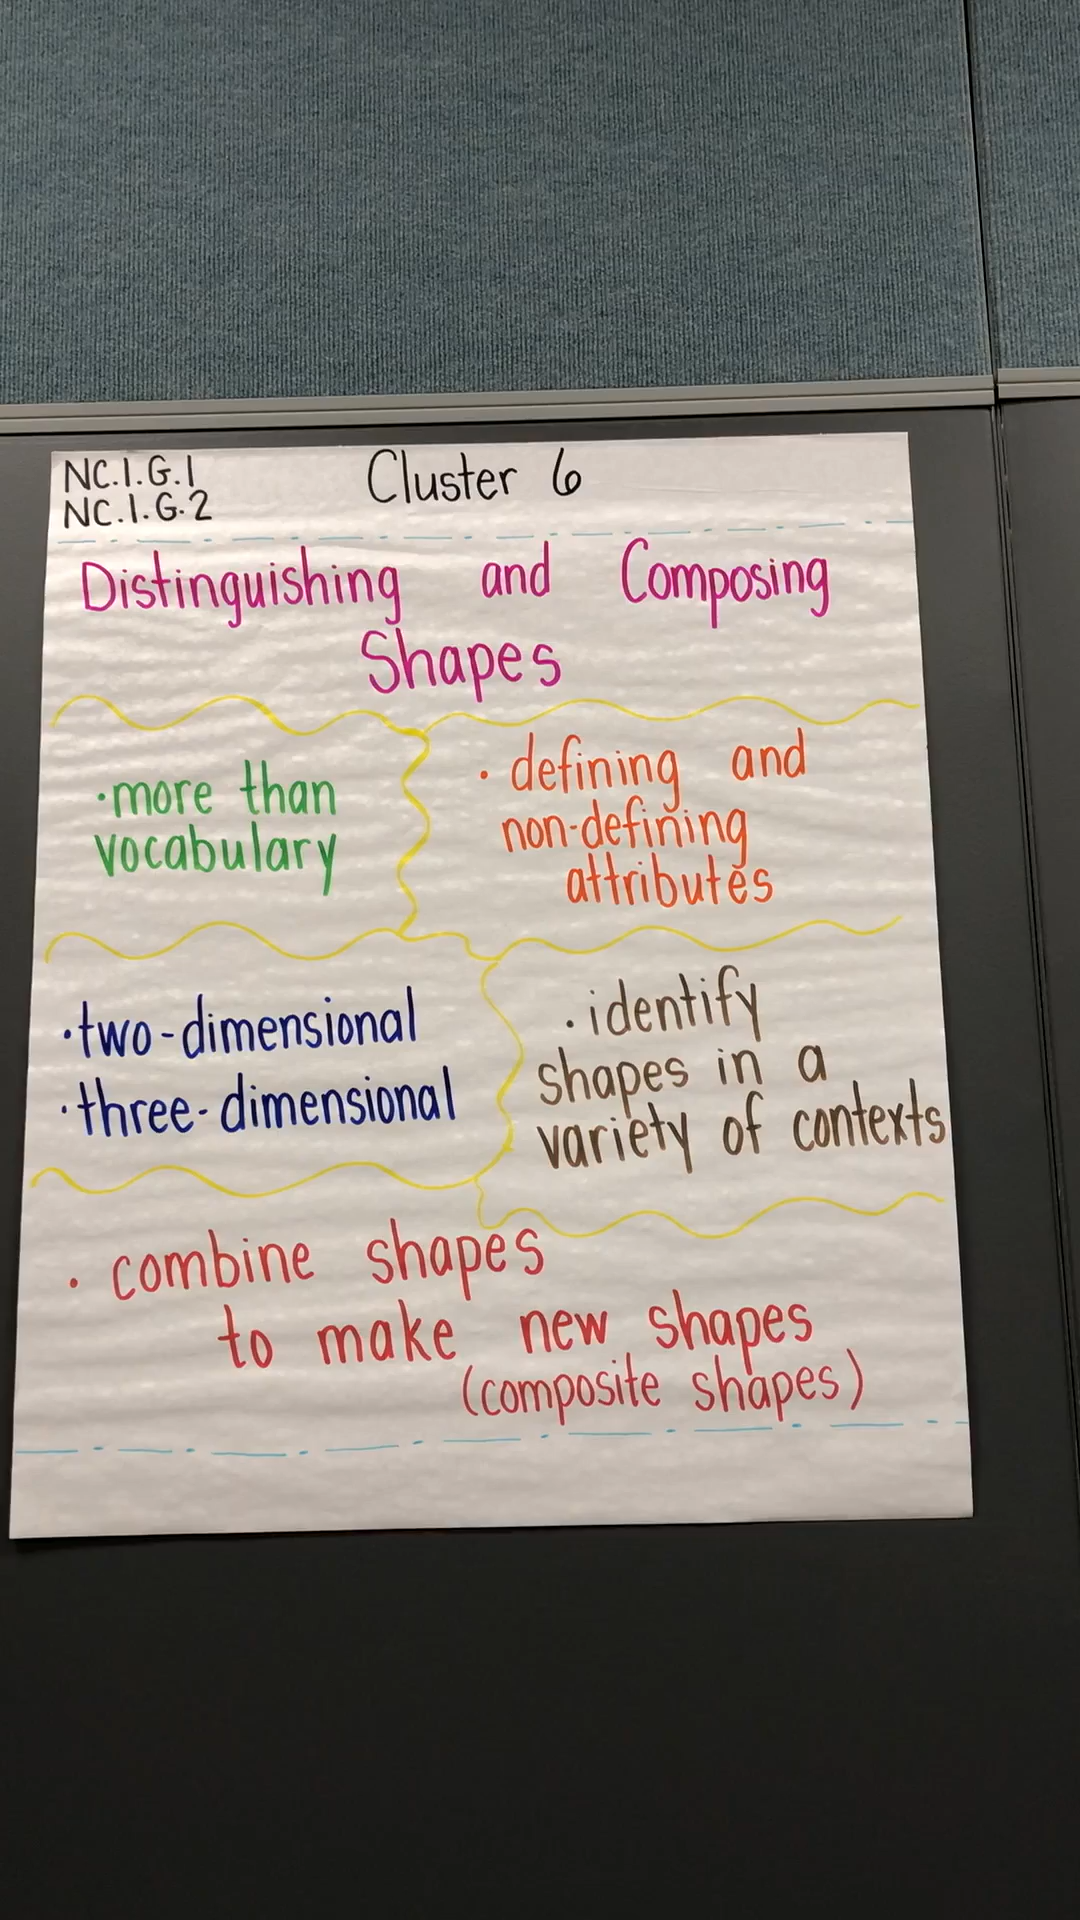 NC.1.G.1
NC.1.G.2
Cluster 6
Distinguishing and Composing
Shapes
•more than
vocabulary
• defining and
non-defining
attributes
•two-dimensional
•three-dimensional
• identify
shapes in a
variety of contexts
• combine shapes
to make new shapes
(composite shapes)